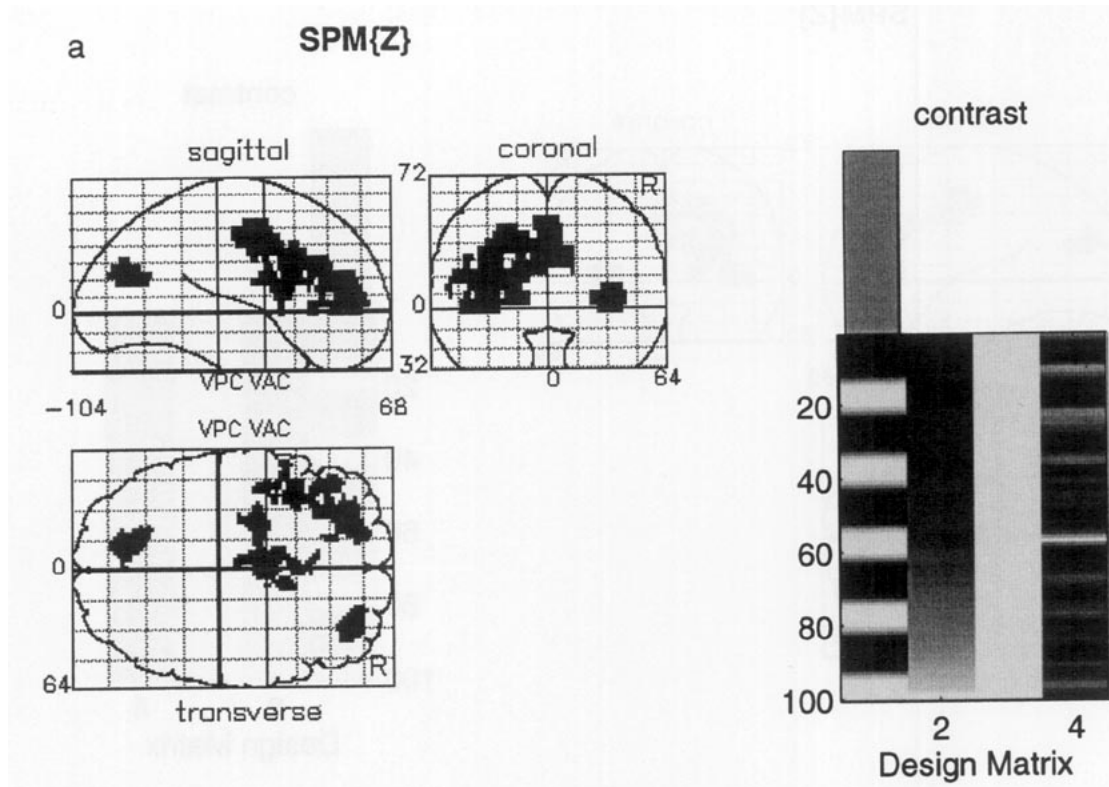 a
SPM{Z}
sagittal
coronal
72
R
0
0
32
0
64
VPC VAC
-104
68
VPC VAC
0
R
64
transverse
contrast
20
40
60
80
100
2
4
Design Matrix